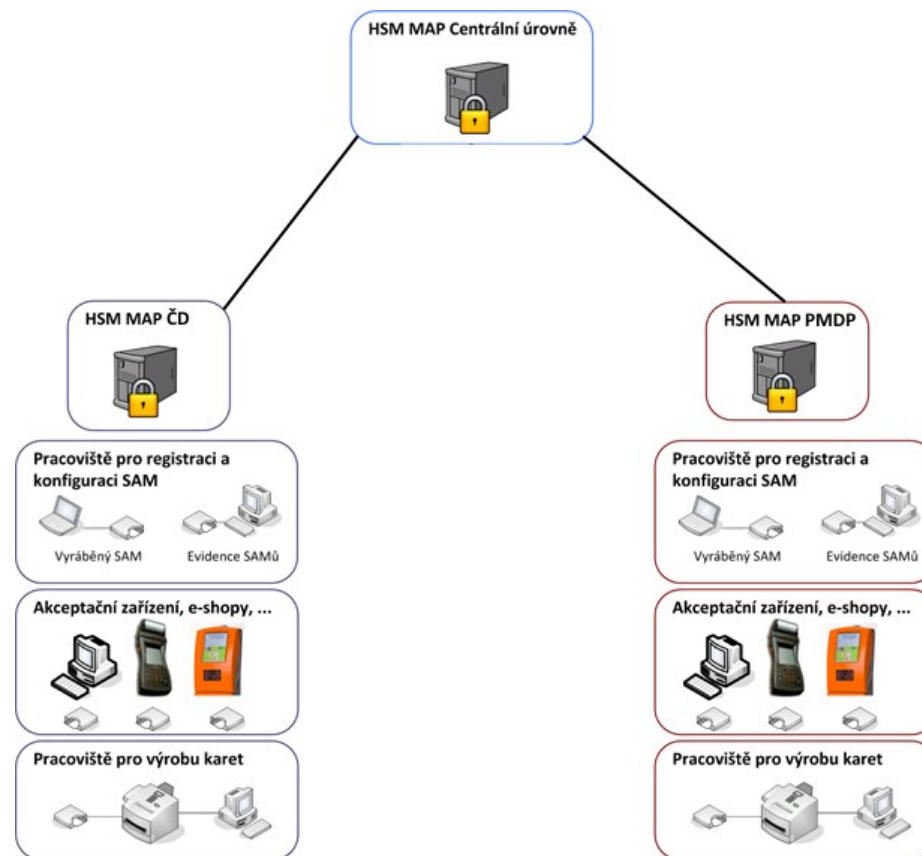 HSM MAP Centrální úrovně
HSM MAP ČD
HSM MAP PMDP
Pracoviště pro registraci a
konfiguraci SAM
Vyráběný SAM
Evidence SAMů
Akceptační zařízení, e-shopy, ...
Pracoviště pro výrobu karet
Pracoviště pro registraci a
konfiguraci SAM
Vyráběný SAM
Evidence SAMů
Akceptační zařízení, e-shopy, ...
Pracoviště pro výrobu karet